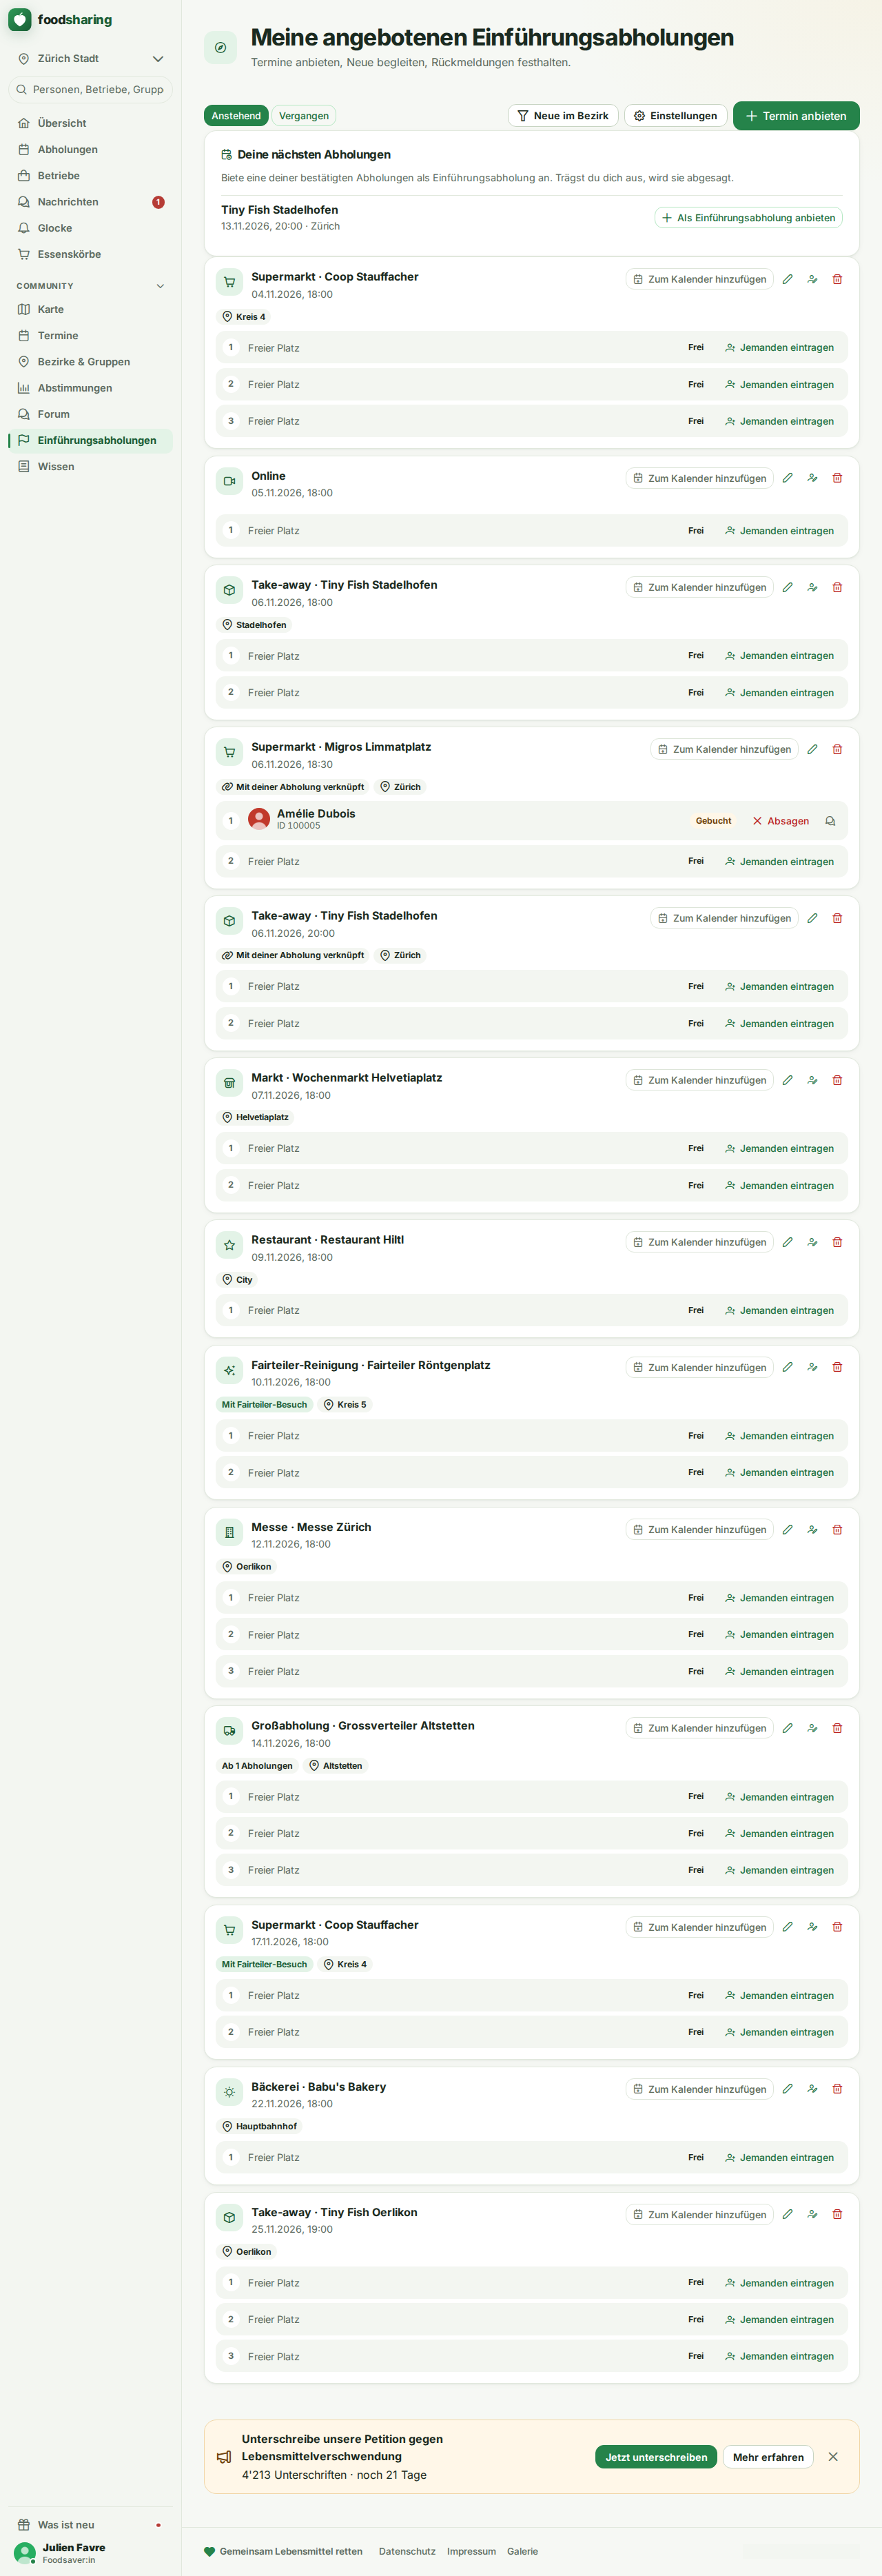 foodsharing
Zürich Stadt
Personen, Betriebe, Grupp
Übersicht
Abholungen
Betriebe
Nachrichten 1
Glocke
Essenskörbe
COMMUNITY
Karte
Termine
Bezirke & Gruppen
Abstimmungen
Forum
Einführungsabholungen
Wissen
Was ist neu
Julien Favre
Foodsaver:in
Meine angebotenen Einführungsabholungen
Termine anbieten, Neue begleiten, Rückmeldungen festhalten.
Anstehend Vergangen Neue im Bezirk Einstellungen Termin anbieten
Deine nächsten Abholungen
Biete eine deiner bestätigten Abholungen als Einführungsabholung an. Trägst du dich aus, wird sie abgesagt.
Tiny Fish Stadelhofen
13.11.2026, 20:00 · Zürich
Als Einführungsabholung anbieten
Supermarkt · Coop Stauffacher
04.11.2026, 18:00
Zum Kalender hinzufügen
Kreis 4
1 Freier Platz Frei Jemanden eintragen
2 Freier Platz Frei Jemanden eintragen
3 Freier Platz Frei Jemanden eintragen
Online
05.11.2026, 18:00
Zum Kalender hinzufügen
1 Freier Platz Frei Jemanden eintragen
Take-away · Tiny Fish Stadelhofen
06.11.2026, 18:00
Zum Kalender hinzufügen
Stadelhofen
1 Freier Platz Frei Jemanden eintragen
2 Freier Platz Frei Jemanden eintragen
Supermarkt · Migros Limmatplatz
06.11.2026, 18:30
Zum Kalender hinzufügen
Mit deiner Abholung verknüpft Zürich
1 Amélie Dubois
ID 100005
Gebucht Absagen
2 Freier Platz Frei Jemanden eintragen
Take-away · Tiny Fish Stadelhofen
06.11.2026, 20:00
Zum Kalender hinzufügen
Mit deiner Abholung verknüpft Zürich
1 Freier Platz Frei Jemanden eintragen
2 Freier Platz Frei Jemanden eintragen
Markt · Wochenmarkt Helvetiaplatz
07.11.2026, 18:00
Zum Kalender hinzufügen
Helvetiaplatz
1 Freier Platz Frei Jemanden eintragen
2 Freier Platz Frei Jemanden eintragen
Restaurant · Restaurant Hiltl
09.11.2026, 18:00
Zum Kalender hinzufügen
City
1 Freier Platz Frei Jemanden eintragen
Fairteiler-Reinigung · Fairteiler Röntgenplatz
10.11.2026, 18:00
Zum Kalender hinzufügen
Mit Fairteiler-Besuch Kreis 5
1 Freier Platz Frei Jemanden eintragen
2 Freier Platz Frei Jemanden eintragen
Messe · Messe Zürich
12.11.2026, 18:00
Zum Kalender hinzufügen
Oerlikon
1 Freier Platz Frei Jemanden eintragen
2 Freier Platz Frei Jemanden eintragen
3 Freier Platz Frei Jemanden eintragen
Großabholung · Grossverteiler Altstetten
14.11.2026, 18:00
Zum Kalender hinzufügen
Ab 1 Abholungen Altstetten
1 Freier Platz Frei Jemanden eintragen
2 Freier Platz Frei Jemanden eintragen
3 Freier Platz Frei Jemanden eintragen
Supermarkt · Coop Stauffacher
17.11.2026, 18:00
Zum Kalender hinzufügen
Mit Fairteiler-Besuch Kreis 4
1 Freier Platz Frei Jemanden eintragen
2 Freier Platz Frei Jemanden eintragen
Bäckerei · Babu's Bakery
22.11.2026, 18:00
Zum Kalender hinzufügen
Hauptbahnhof
1 Freier Platz Frei Jemanden eintragen
Take-away · Tiny Fish Oerlikon
25.11.2026, 19:00
Zum Kalender hinzufügen
Oerlikon
1 Freier Platz Frei Jemanden eintragen
2 Freier Platz Frei Jemanden eintragen
3 Freier Platz Frei Jemanden eintragen
Unterschreibe unsere Petition gegen
Lebensmittelverschwendung
4'213 Unterschriften · noch 21 Tage
Jetzt unterschreiben Mehr erfahren
Gemeinsam Lebensmittel retten Datenschutz Impressum Galerie